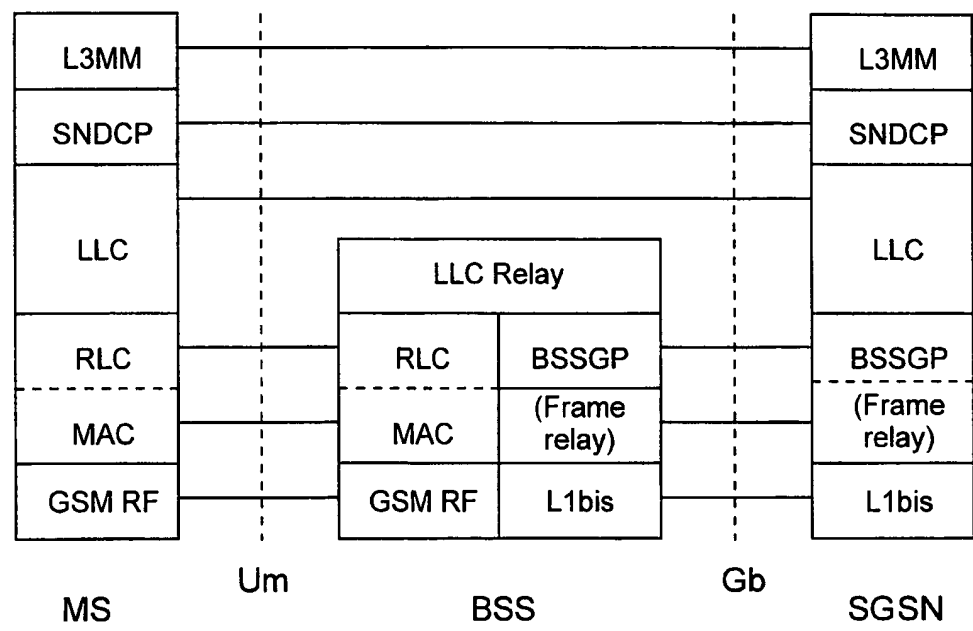 L3MM
L3MM
SNDCP
SNDCP
LLC
LLC Relay
LLC
RLC
RLC
BSSGP
BSSGP
MAC
MAC
(Frame
relay)
(Frame
relay)
GSM RF
GSM RF
L1bis
L1bis
Um
Gb
MS
BSS
SGSN